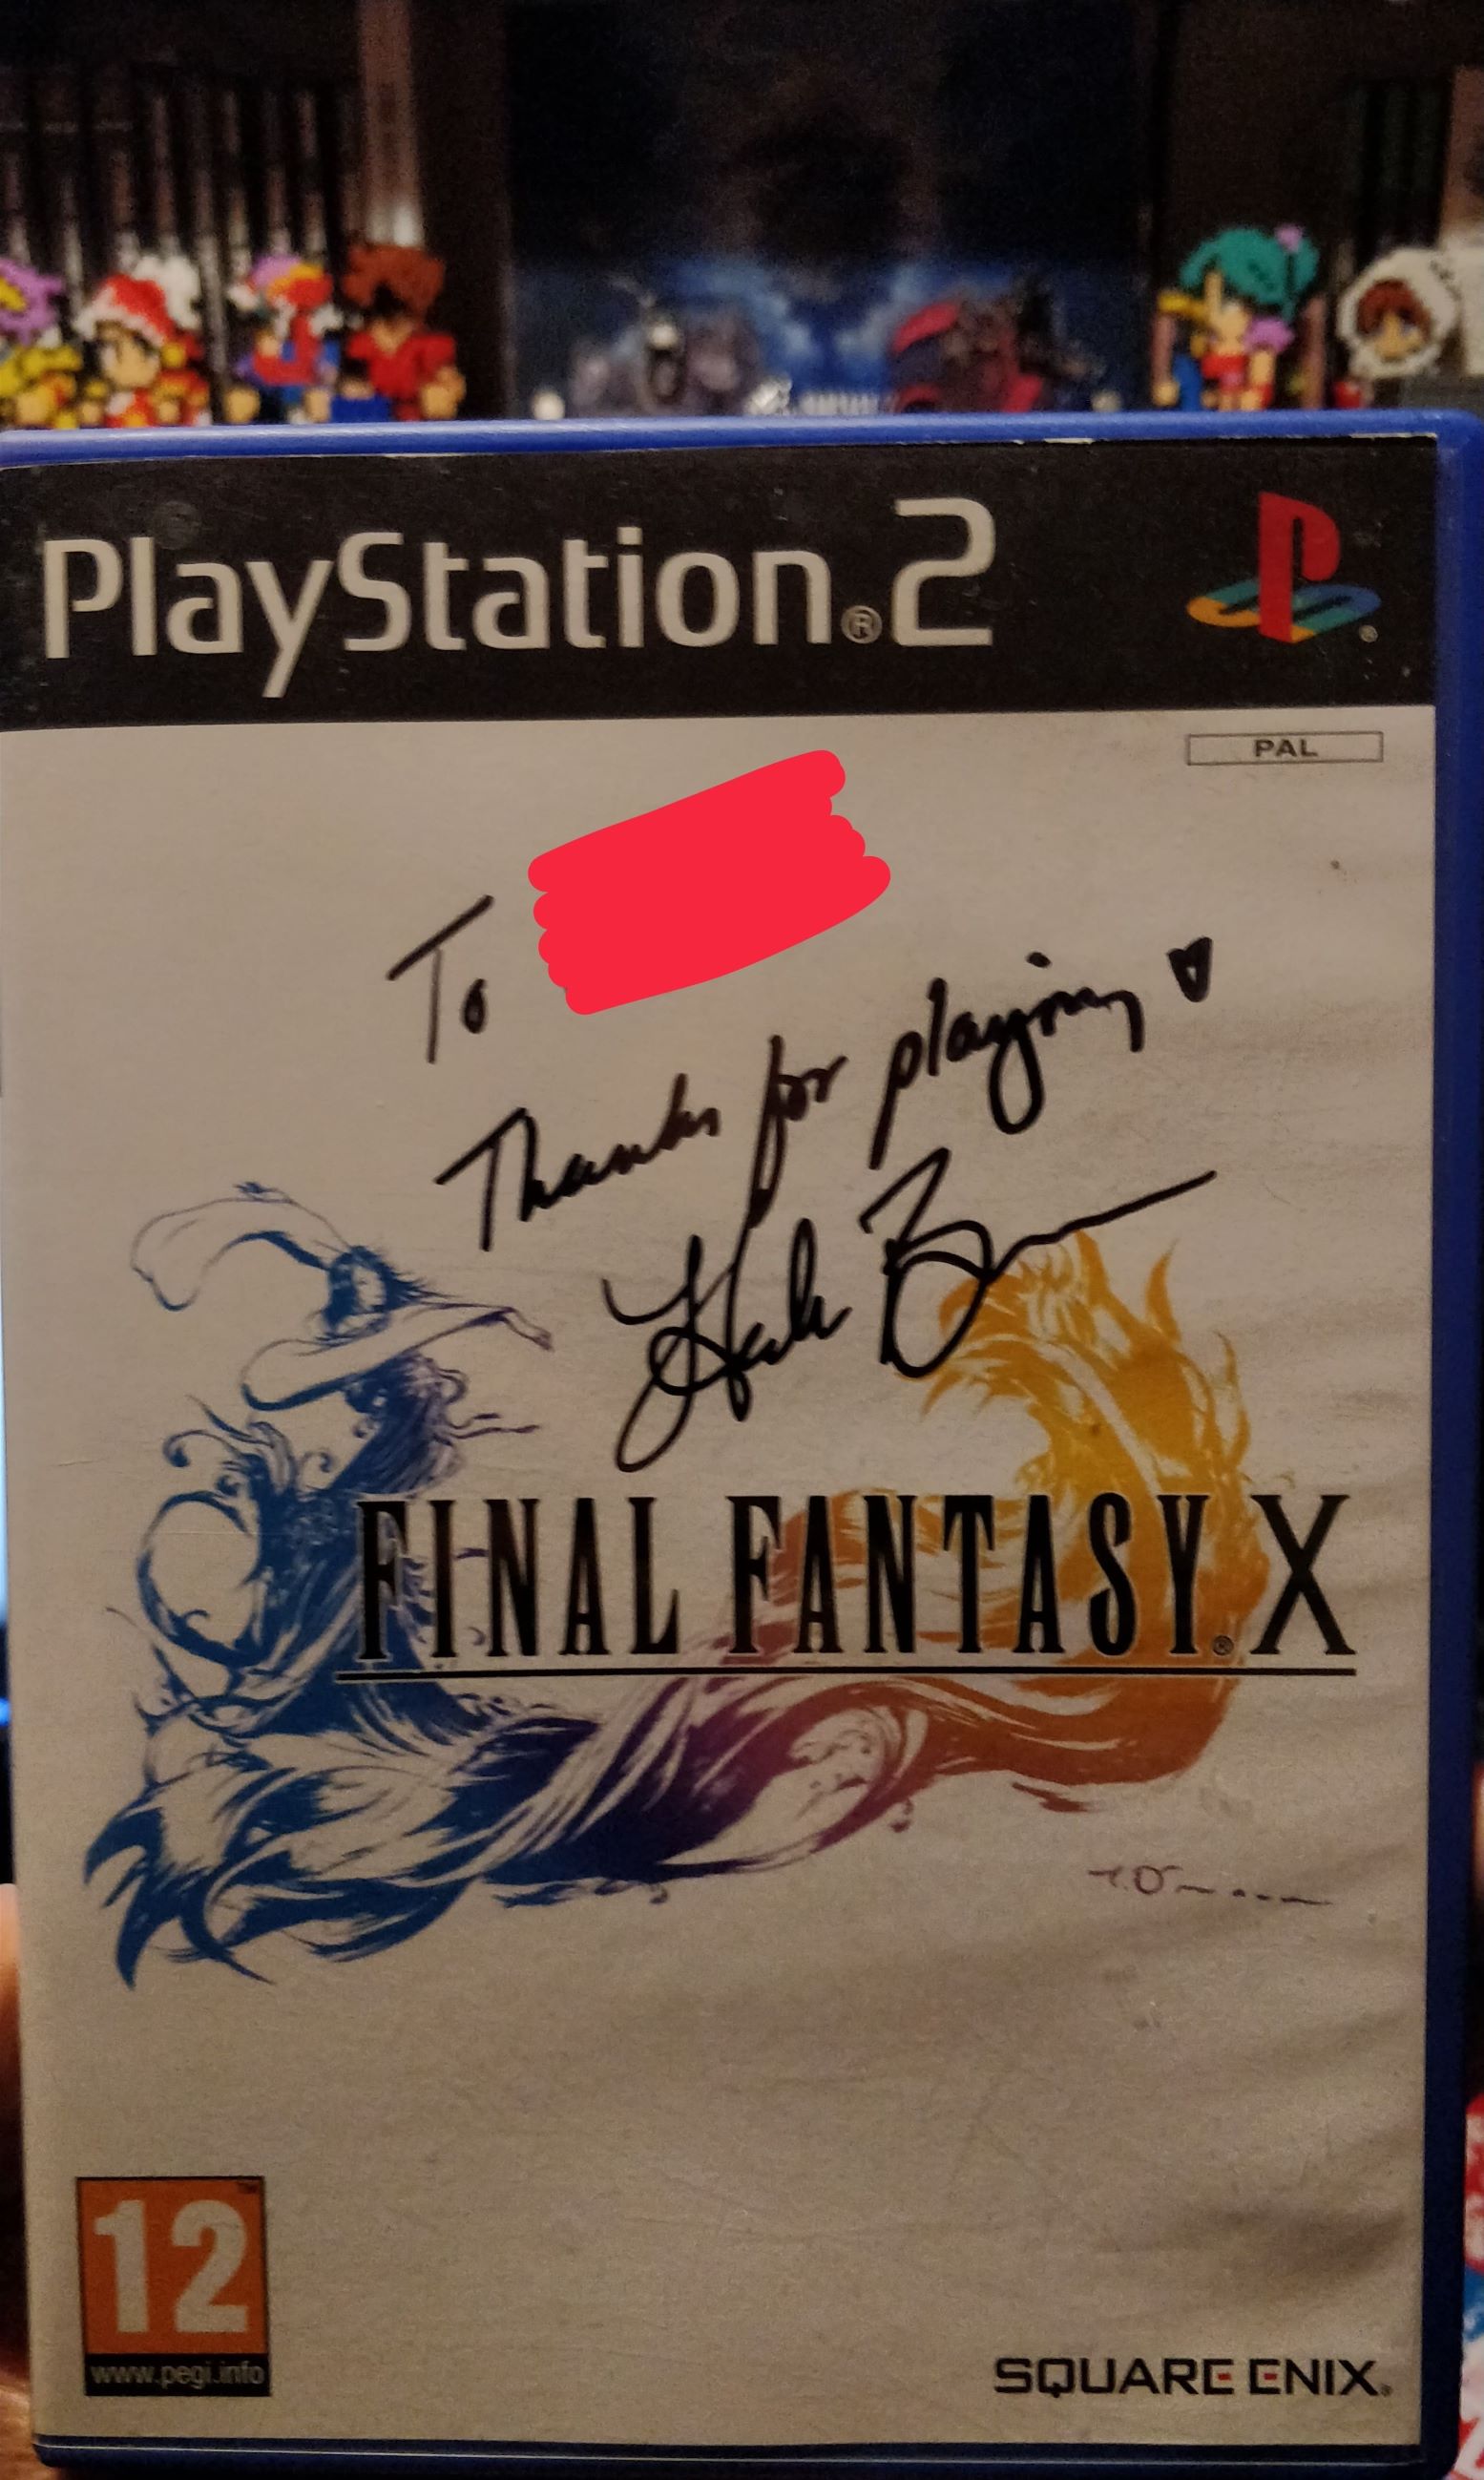 PlayStation®2
PAL
To
Thanks for playing ♥
FINAL FANTASY® X
12
www.pegi.info
SQUARE ENIX®